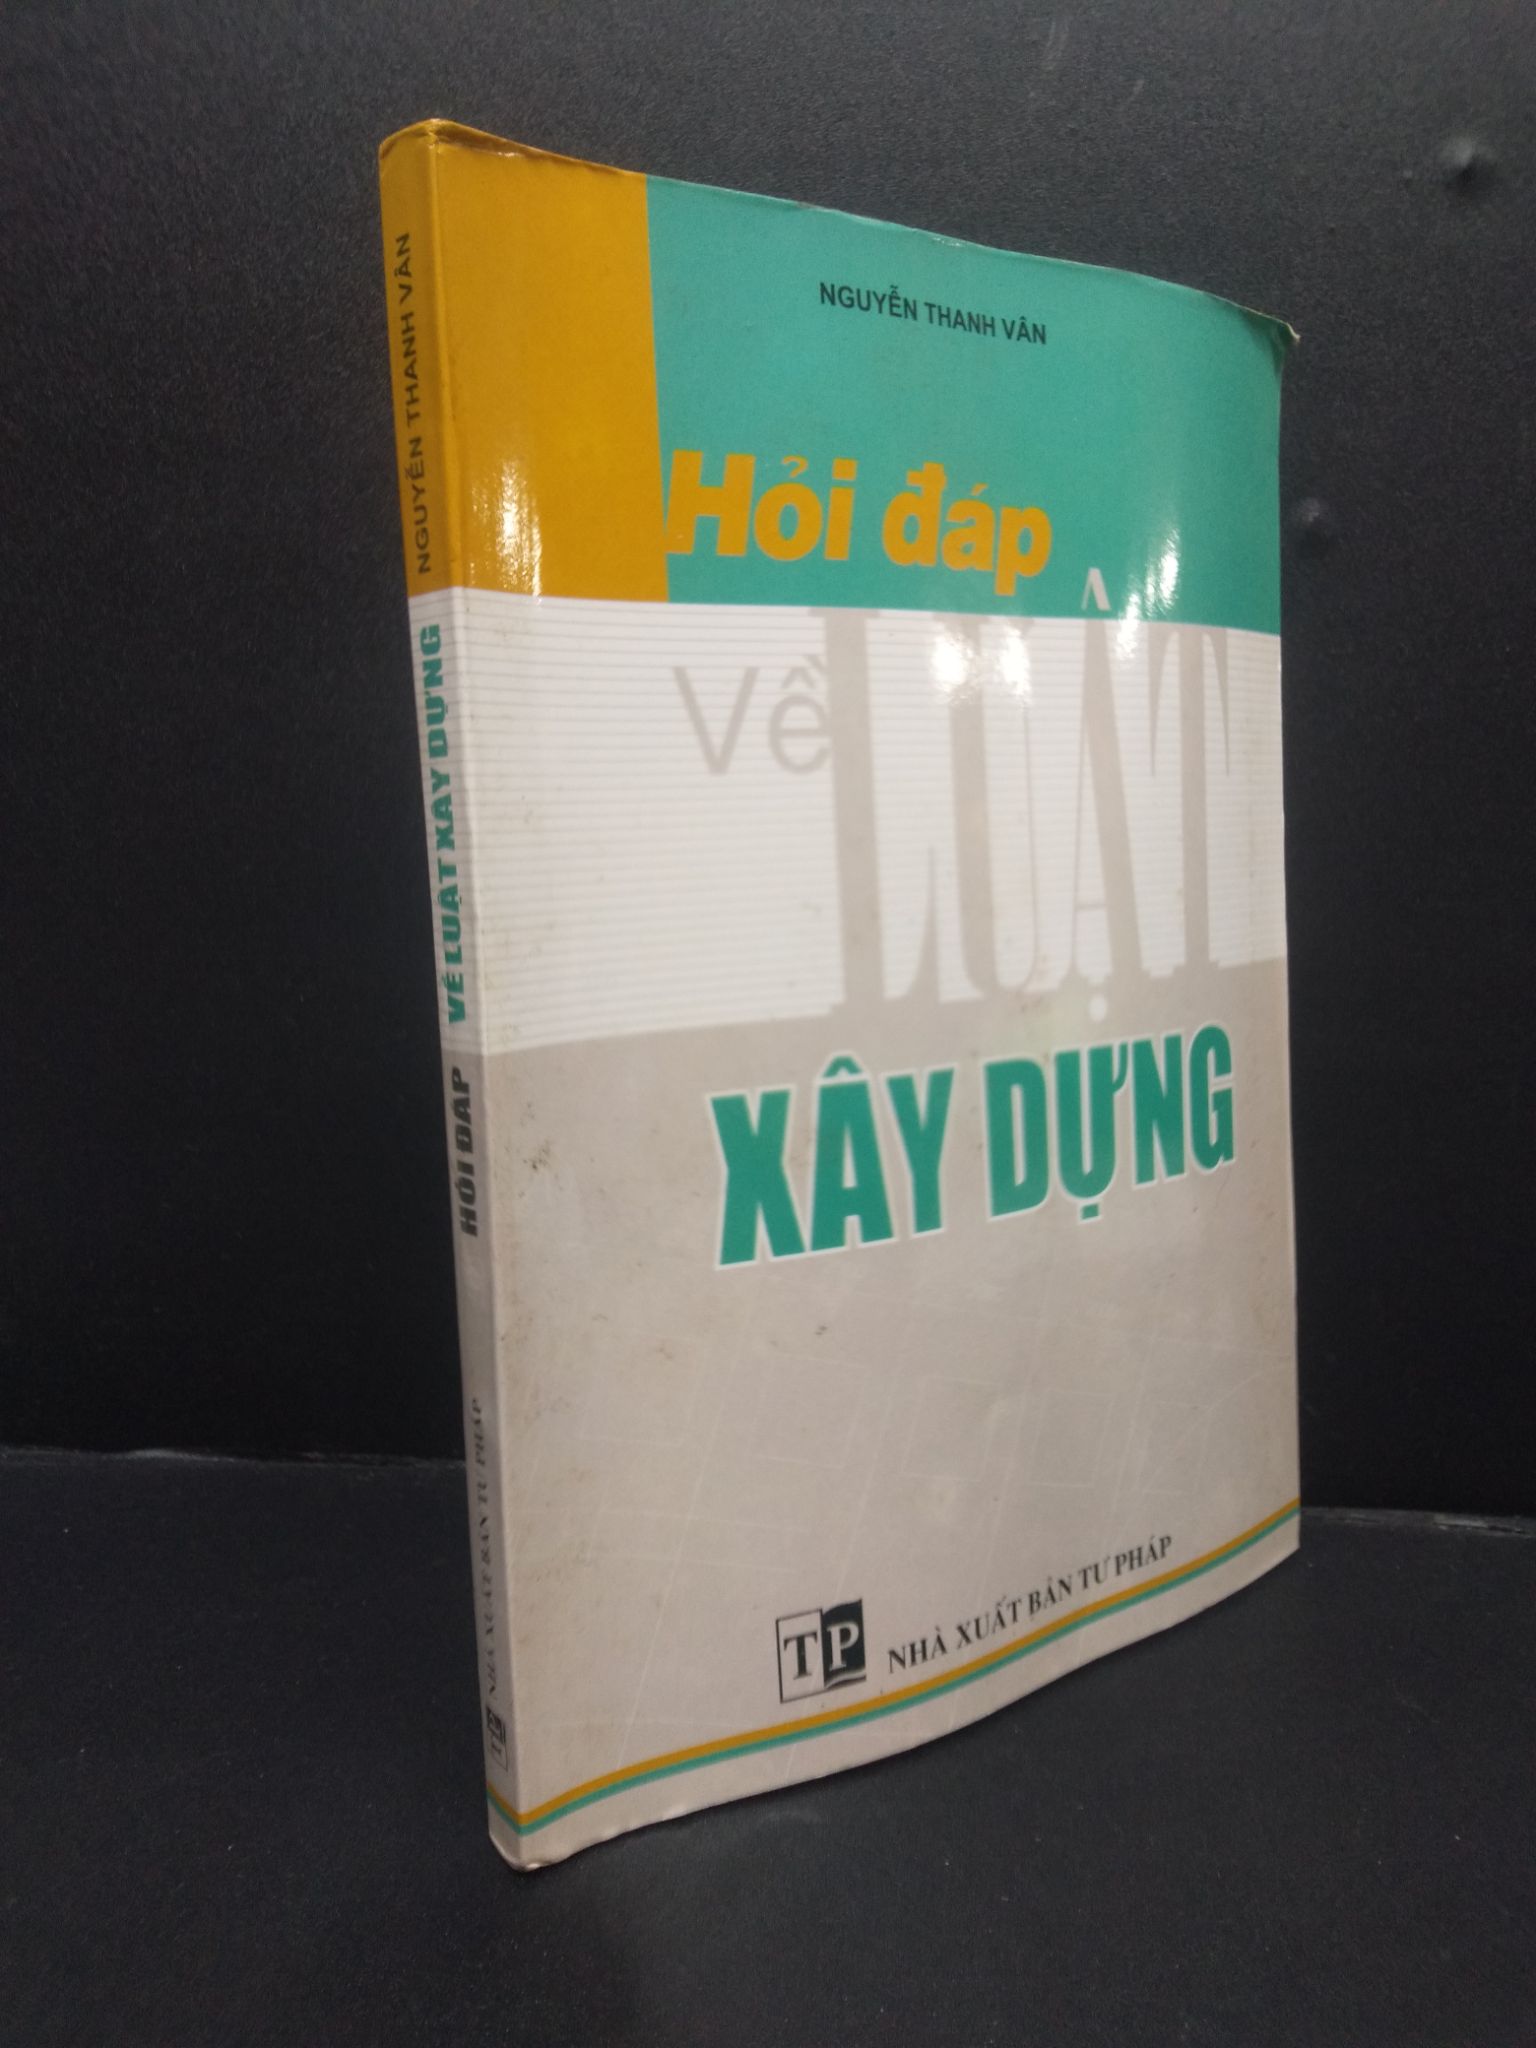 NGUYỄN THANH VÂN
Hỏi đáp
Về LUẬT
XÂY DỰNG
TP NHÀ XUẤT BẢN TƯ PHÁP
NGUYỄN THANH VÂN
VỀ LUẬT XÂY DỰNG
HỎI ĐÁP
NHÀ XUẤT BẢN TƯ PHÁP
TP